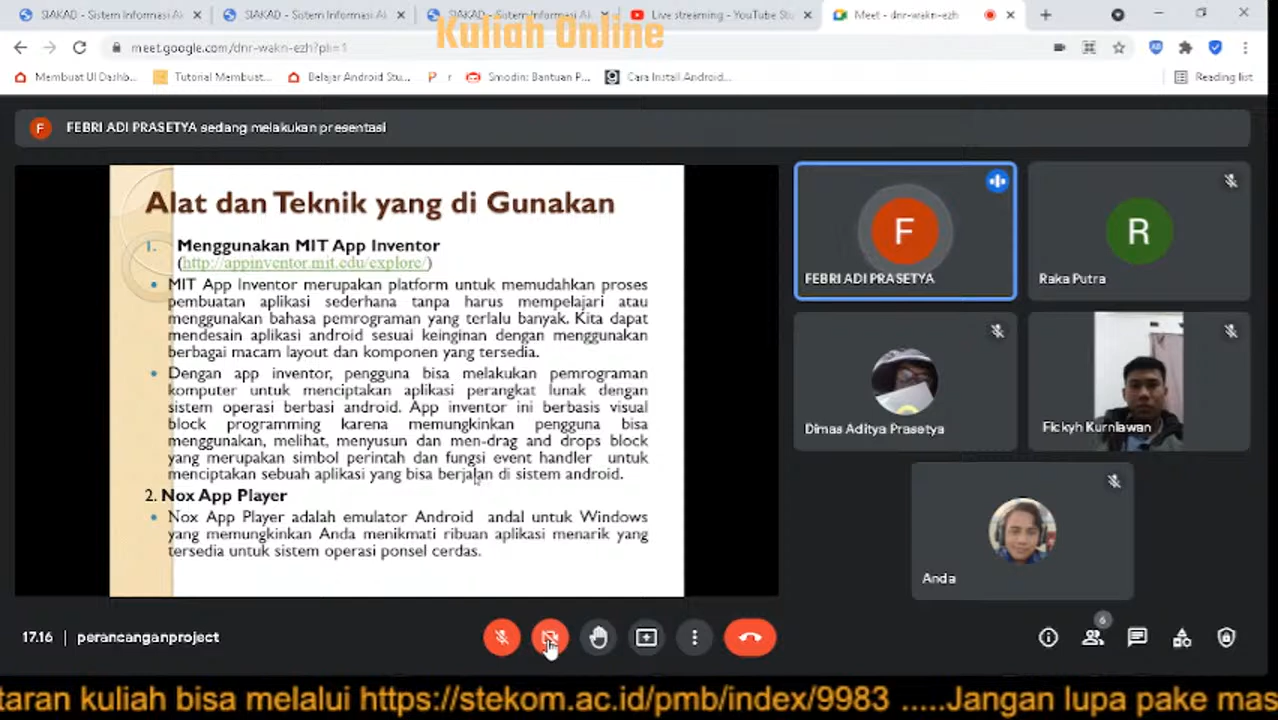 SIAKAD - Sistem Informasi Al
SIAKAD - Sistem Informasi Al
SIAKAD - Sistem Informasi Al
Live streaming - YouTube Stu
Meet - dnr-wakn-ezh
Kuliah Online
meet.google.com/dnr-wakn-ezh?pli=1
Membuat UI Dashb...
Tutorial Membuat...
Belajar Android Stu...
r
Smodin: Bantuan P...
Cara Install Android...
Reading list
F
FEBRI ADI PRASETYA sedang melakukan presentasi
Alat dan Teknik yang di Gunakan
1. Menggunakan MIT App Inventor
(http://appinventor.mit.edu/explore/)
• MIT App Inventor merupakan platform untuk memudahkan proses
pembuatan aplikasi sederhana tanpa harus mempelajari atau
menggunakan bahasa pemrograman yang terlalu banyak. Kita dapat
mendesain aplikasi android sesuai keinginan dengan menggunakan
berbagai macam layout dan komponen yang tersedia.
• Dengan app inventor, pengguna bisa melakukan pemrograman
komputer untuk menciptakan aplikasi perangkat lunak dengan
sistem operasi berbasi android. App inventor ini berbasis visual
block programming karena memungkinkan pengguna bisa
menggunakan, melihat, menyusun dan men-drag and drops block
yang merupakan simbol perintah dan fungsi event handler untuk
menciptakan sebuah aplikasi yang bisa berjalan di sistem android.
2. Nox App Player
• Nox App Player adalah emulator Android andal untuk Windows
yang memungkinkan Anda menikmati ribuan aplikasi menarik yang
tersedia untuk sistem operasi ponsel cerdas.
F
FEBRI ADI PRASETYA
R
Raka Putra
Dimas Aditya Prasetya
Fickyh Kurniawan
Anda
17.16 | perancanganproject
6
taran kuliah bisa melalui https://stekom.ac.id/pmb/index/9983 .....Jangan lupa pake mas